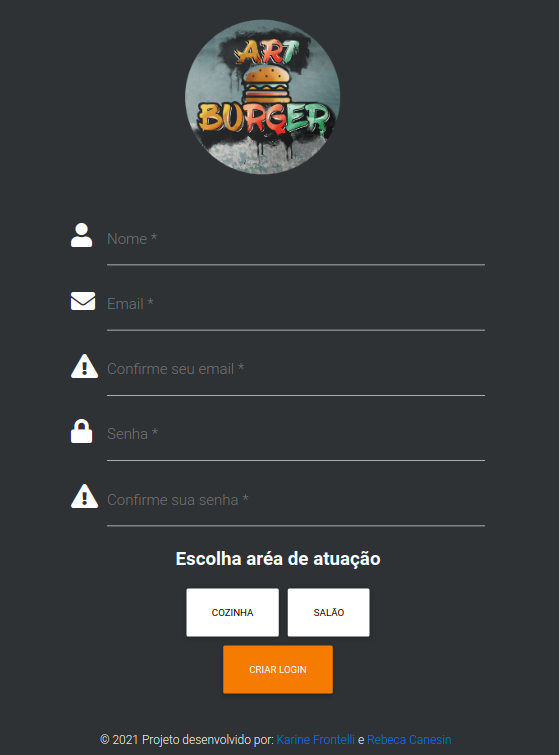 ART
BURGER
Nome *
Email *
Confirme seu email *
Senha *
Confirme sua senha *
Escolha aréa de atuação
COZINHA SALÃO
CRIAR LOGIN
© 2021 Projeto desenvolvido por: Karine Frontelli e Rebeca Canesin